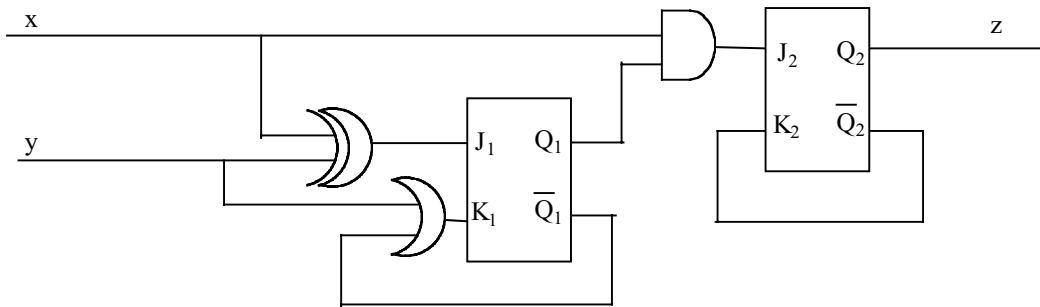 x
z
J₂ Q₂
K₂ Q̅₂
y
J₁ Q₁
K₁ Q̅₁